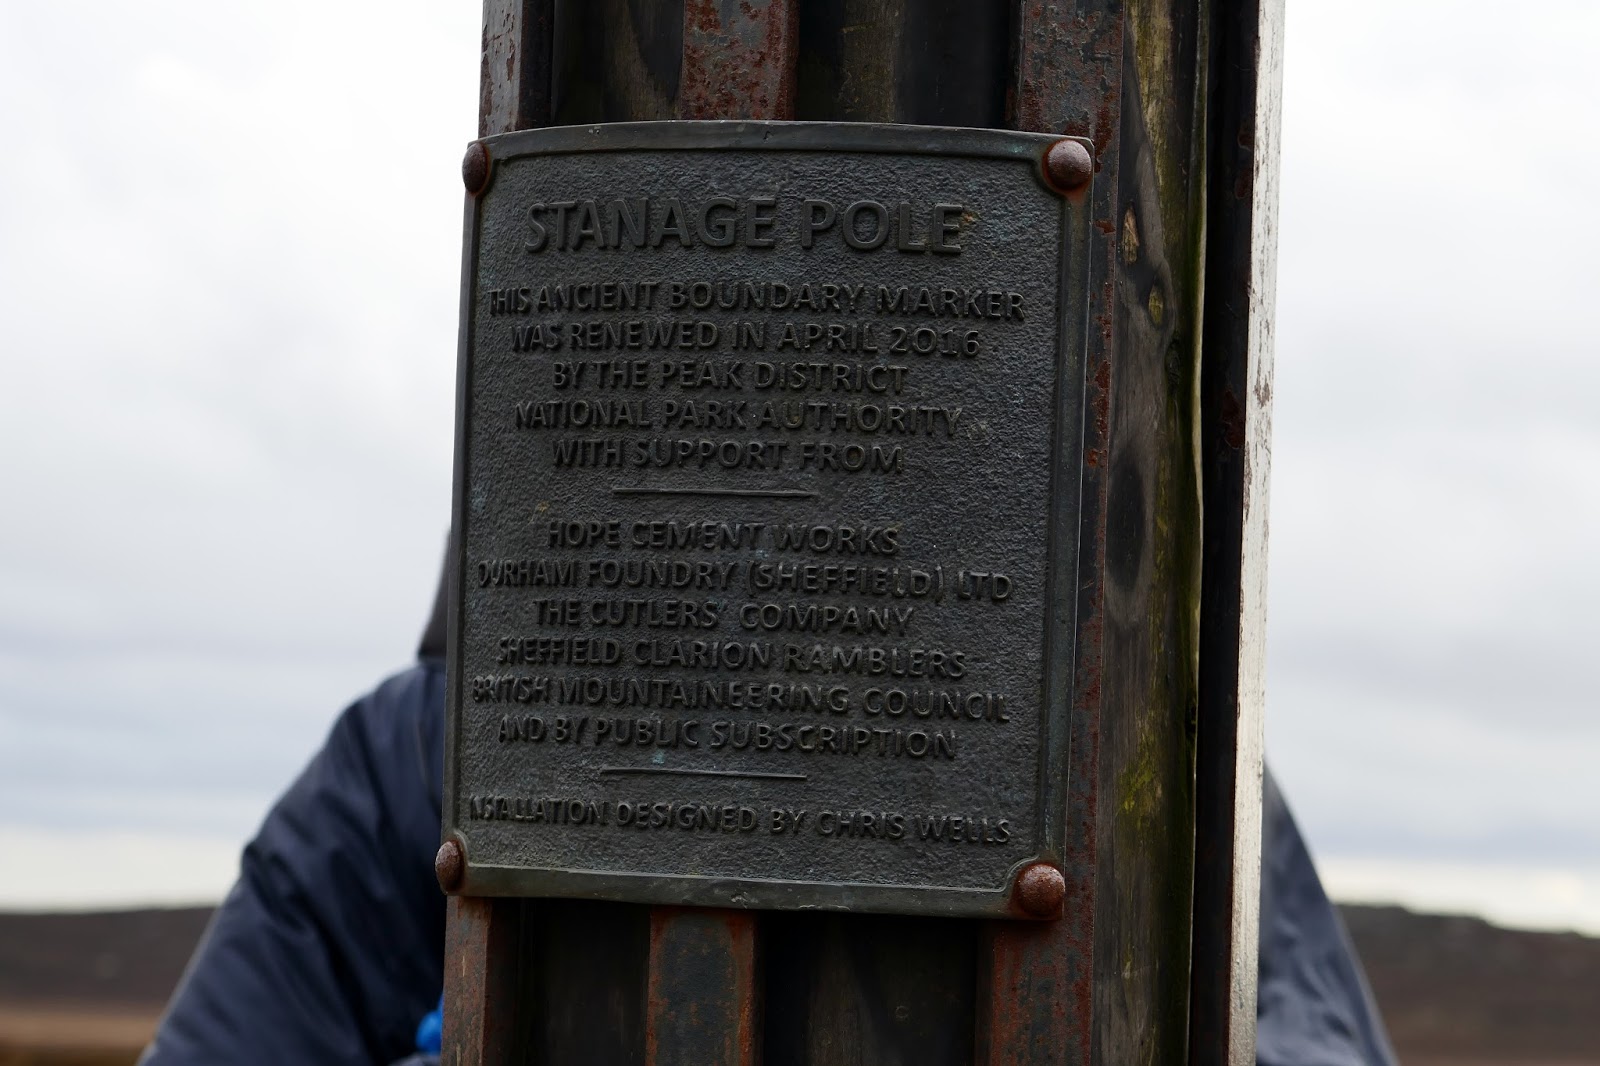 STANAGE POLE
THIS ANCIENT BOUNDARY MARKER
WAS RENEWED IN APRIL 2016
BY THE PEAK DISTRICT
NATIONAL PARK AUTHORITY
WITH SUPPORT FROM
HOPE CEMENT WORKS
DURHAM FOUNDRY (SHEFFIELD) LTD
THE CUTLERS' COMPANY
SHEFFIELD CLARION RAMBLERS
BRITISH MOUNTAINEERING COUNCIL
AND BY PUBLIC SUBSCRIPTION
INSTALLATION DESIGNED BY CHRIS WELLS